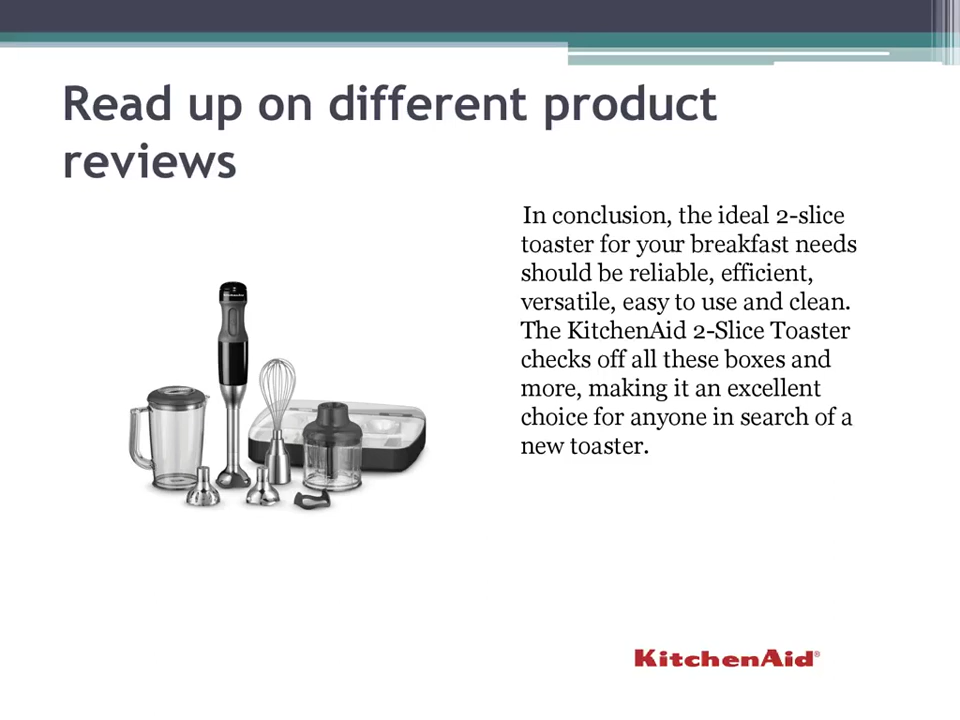 Read up on different product
reviews
In conclusion, the ideal 2-slice
toaster for your breakfast needs
should be reliable, efficient,
versatile, easy to use and clean.
The KitchenAid 2-Slice Toaster
checks off all these boxes and
more, making it an excellent
choice for anyone in search of a
new toaster.
KitchenAid
KitchenAid®